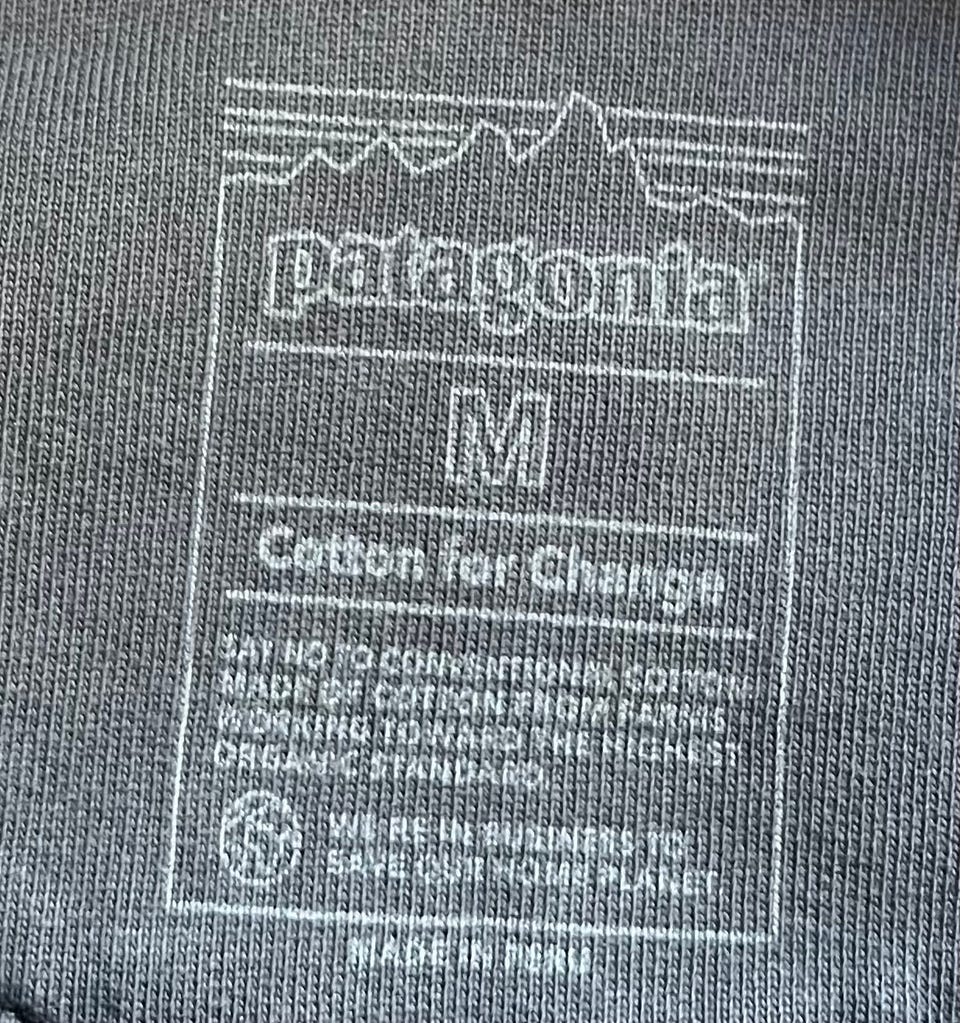 patagonia®
M
Cotton for Change
SAY NO TO CONVENTIONAL COTTON.
MADE OF COTTON FROM FARMS
WORKING TOWARD THE HIGHEST
ORGANIC STANDARD.
WE'RE IN BUSINESS TO
SAVE OUR HOME PLANET.
MADE IN PERU